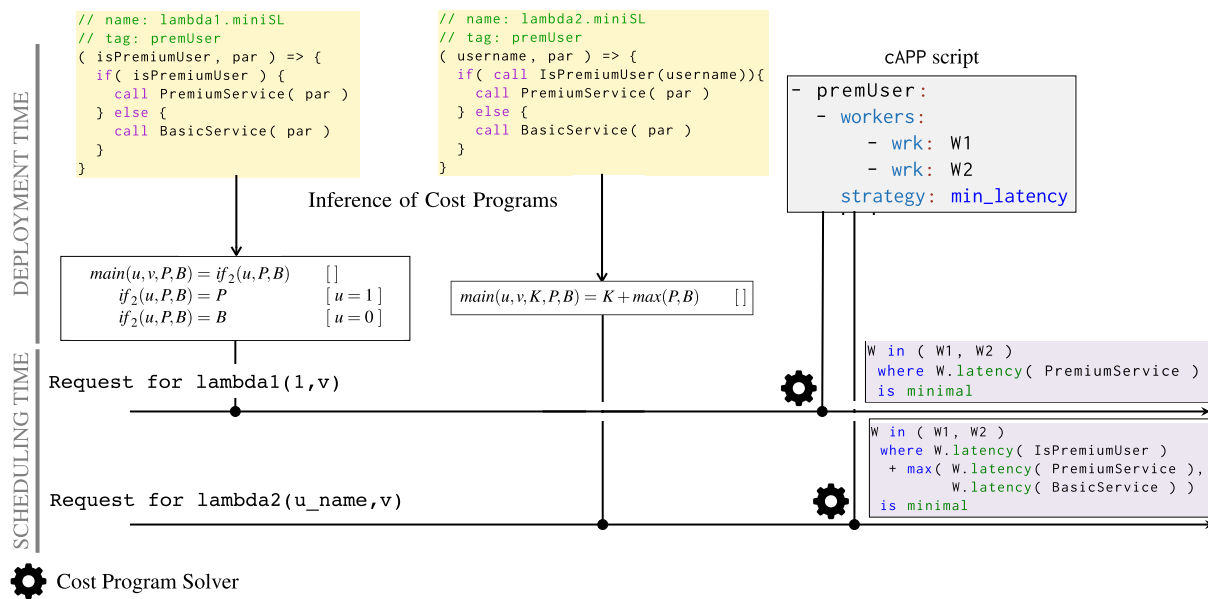 // name: lambda1.miniSL
// tag: premUser
( isPremiumUser, par ) => {
if( isPremiumUser ) {
call PremiumService( par )
} else {
call BasicService( par )
}
}
// name: lambda2.miniSL
// tag: premUser
( username, par ) => {
if( call IsPremiumUser(username)){
call PremiumService( par )
} else {
call BasicService( par )
}
}
cAPP script
- premUser:
- workers:
- wrk: W1
- wrk: W2
strategy: min_latency
DEPLOYMENT TIME
Inference of Cost Programs
main(u,v,P,B) = if₂(u,P,B) [ ]
if₂(u,P,B) = P [ u = 1 ]
if₂(u,P,B) = B [ u = 0 ]
main(u,v,K,P,B) = K + max(P,B) [ ]
SCHEDULING TIME
Request for lambda1(1,v)
W in ( W1, W2 )
where W.latency( PremiumService )
is minimal
Request for lambda2(u_name,v)
W in ( W1, W2 )
where W.latency( IsPremiumUser )
+ max( W.latency( PremiumService ),
W.latency( BasicService ) )
is minimal
Cost Program Solver